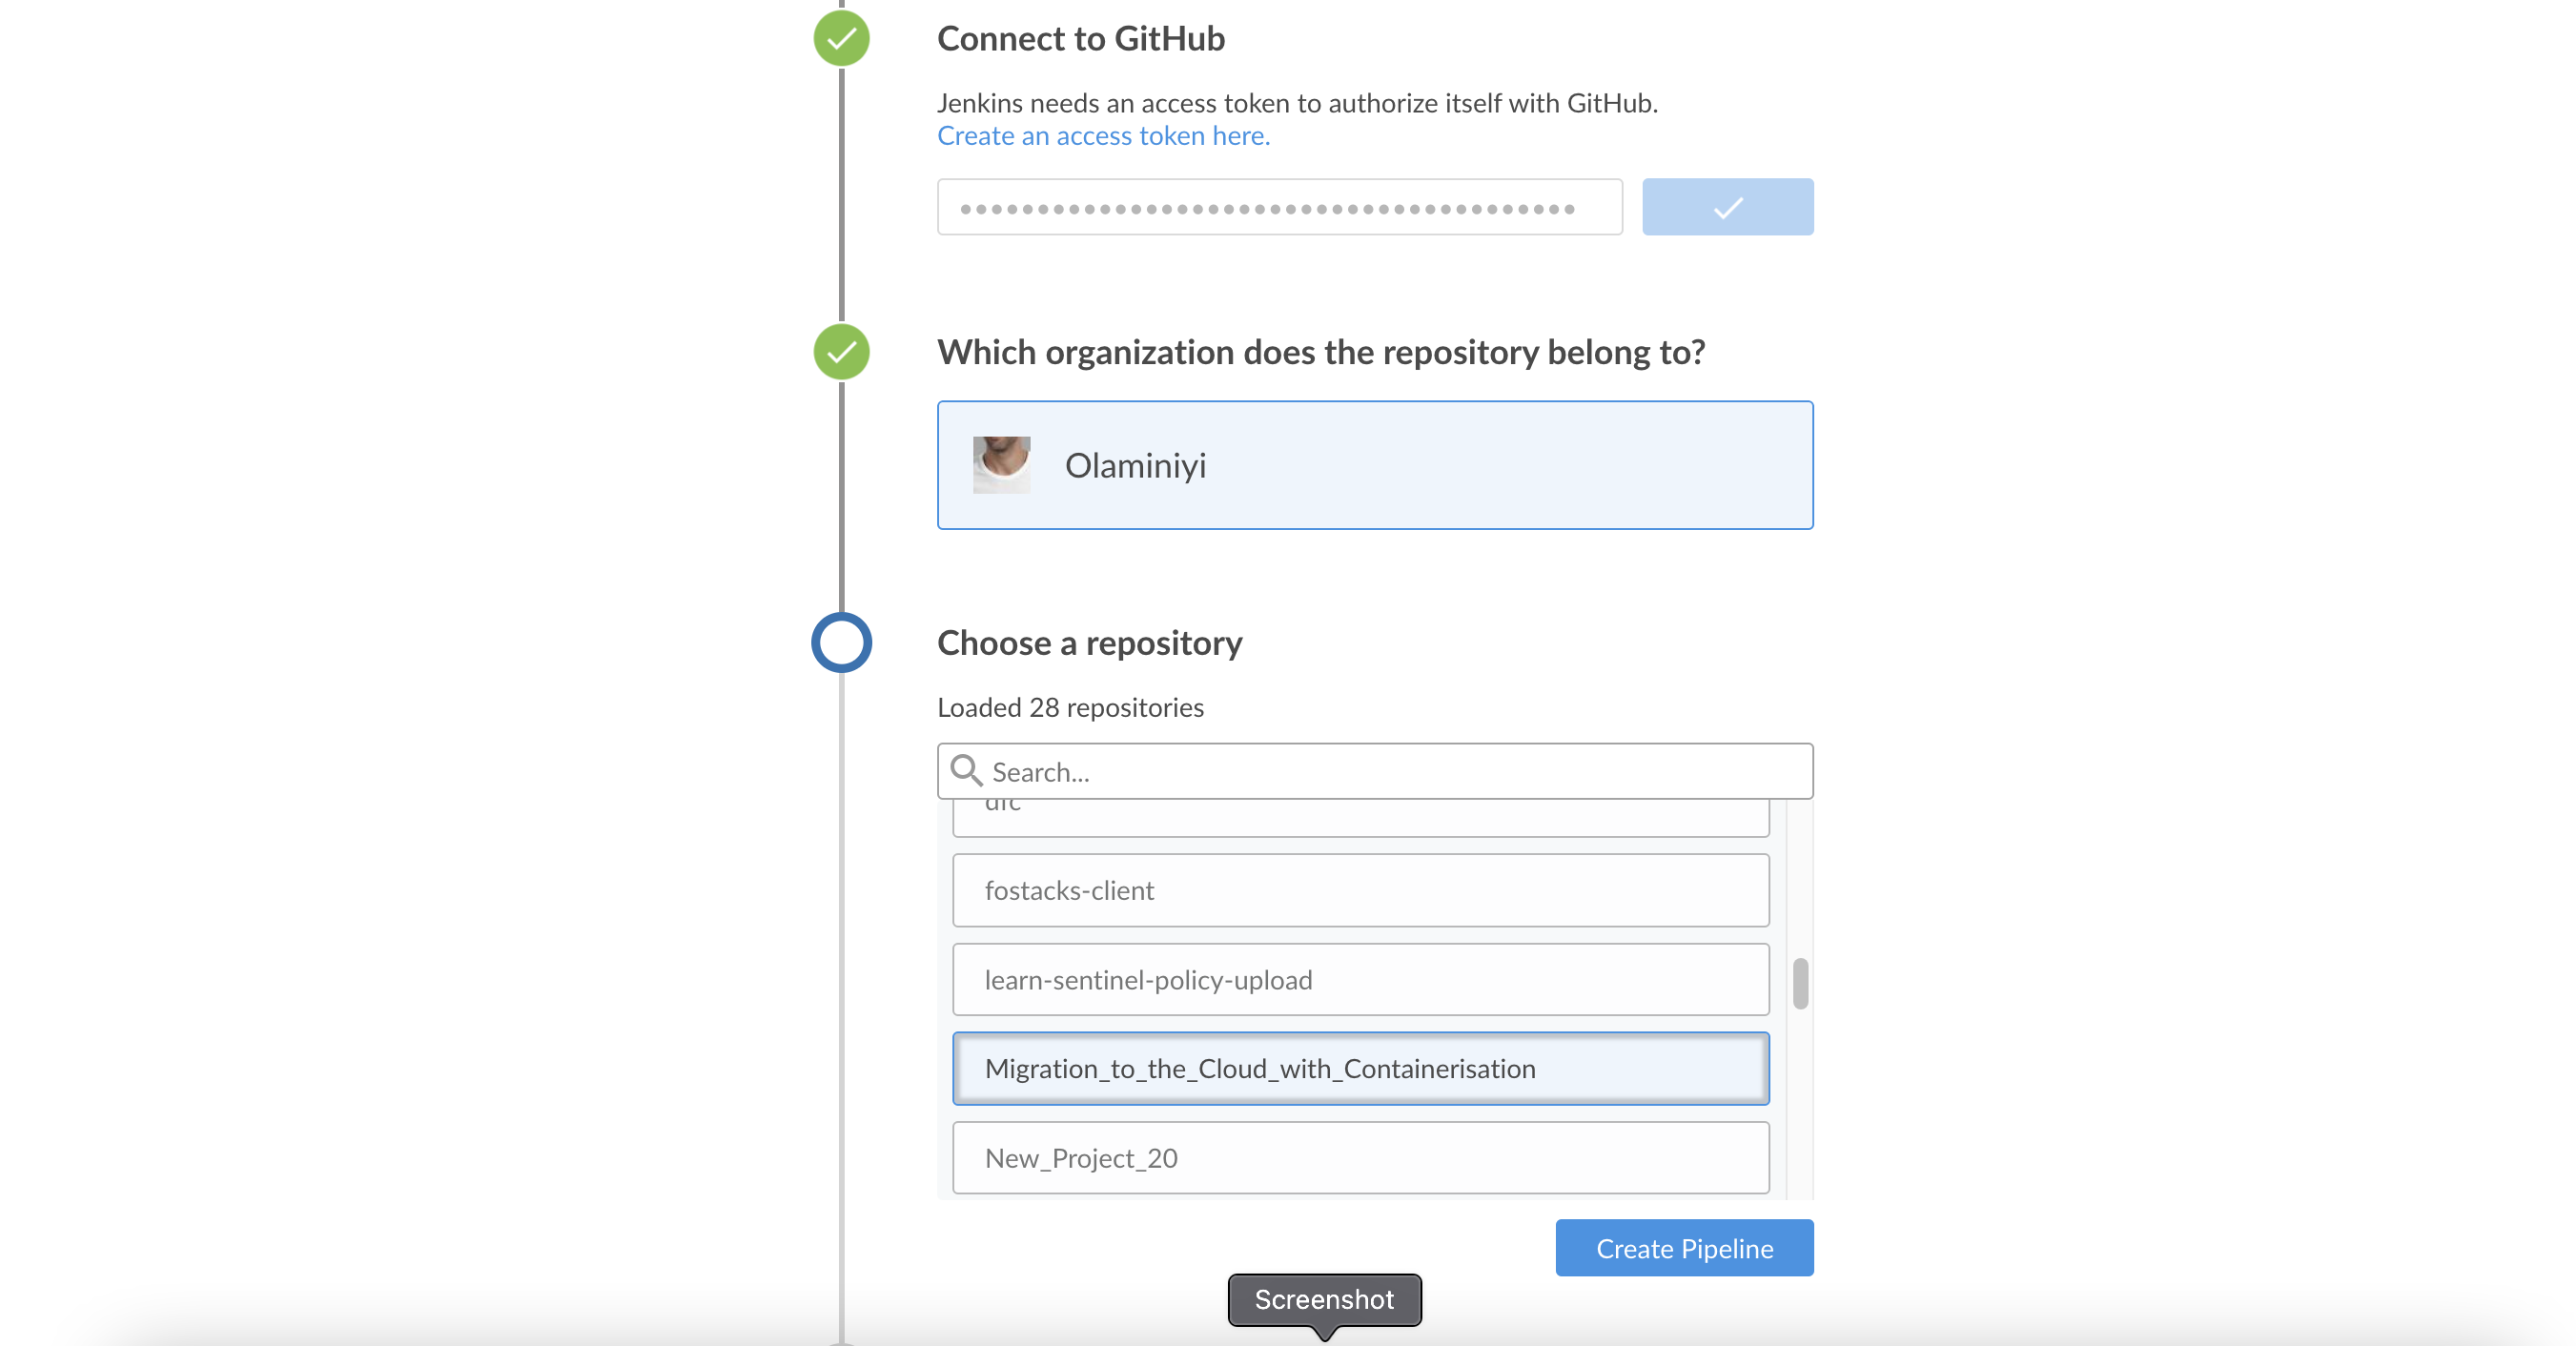 Connect to GitHub
Jenkins needs an access token to authorize itself with GitHub.
Create an access token here.
Which organization does the repository belong to?
Olaminiyi
Choose a repository
Loaded 28 repositories
Search...
fostacks-client
learn-sentinel-policy-upload
Migration_to_the_Cloud_with_Containerisation
New_Project_20
Create Pipeline
Screenshot